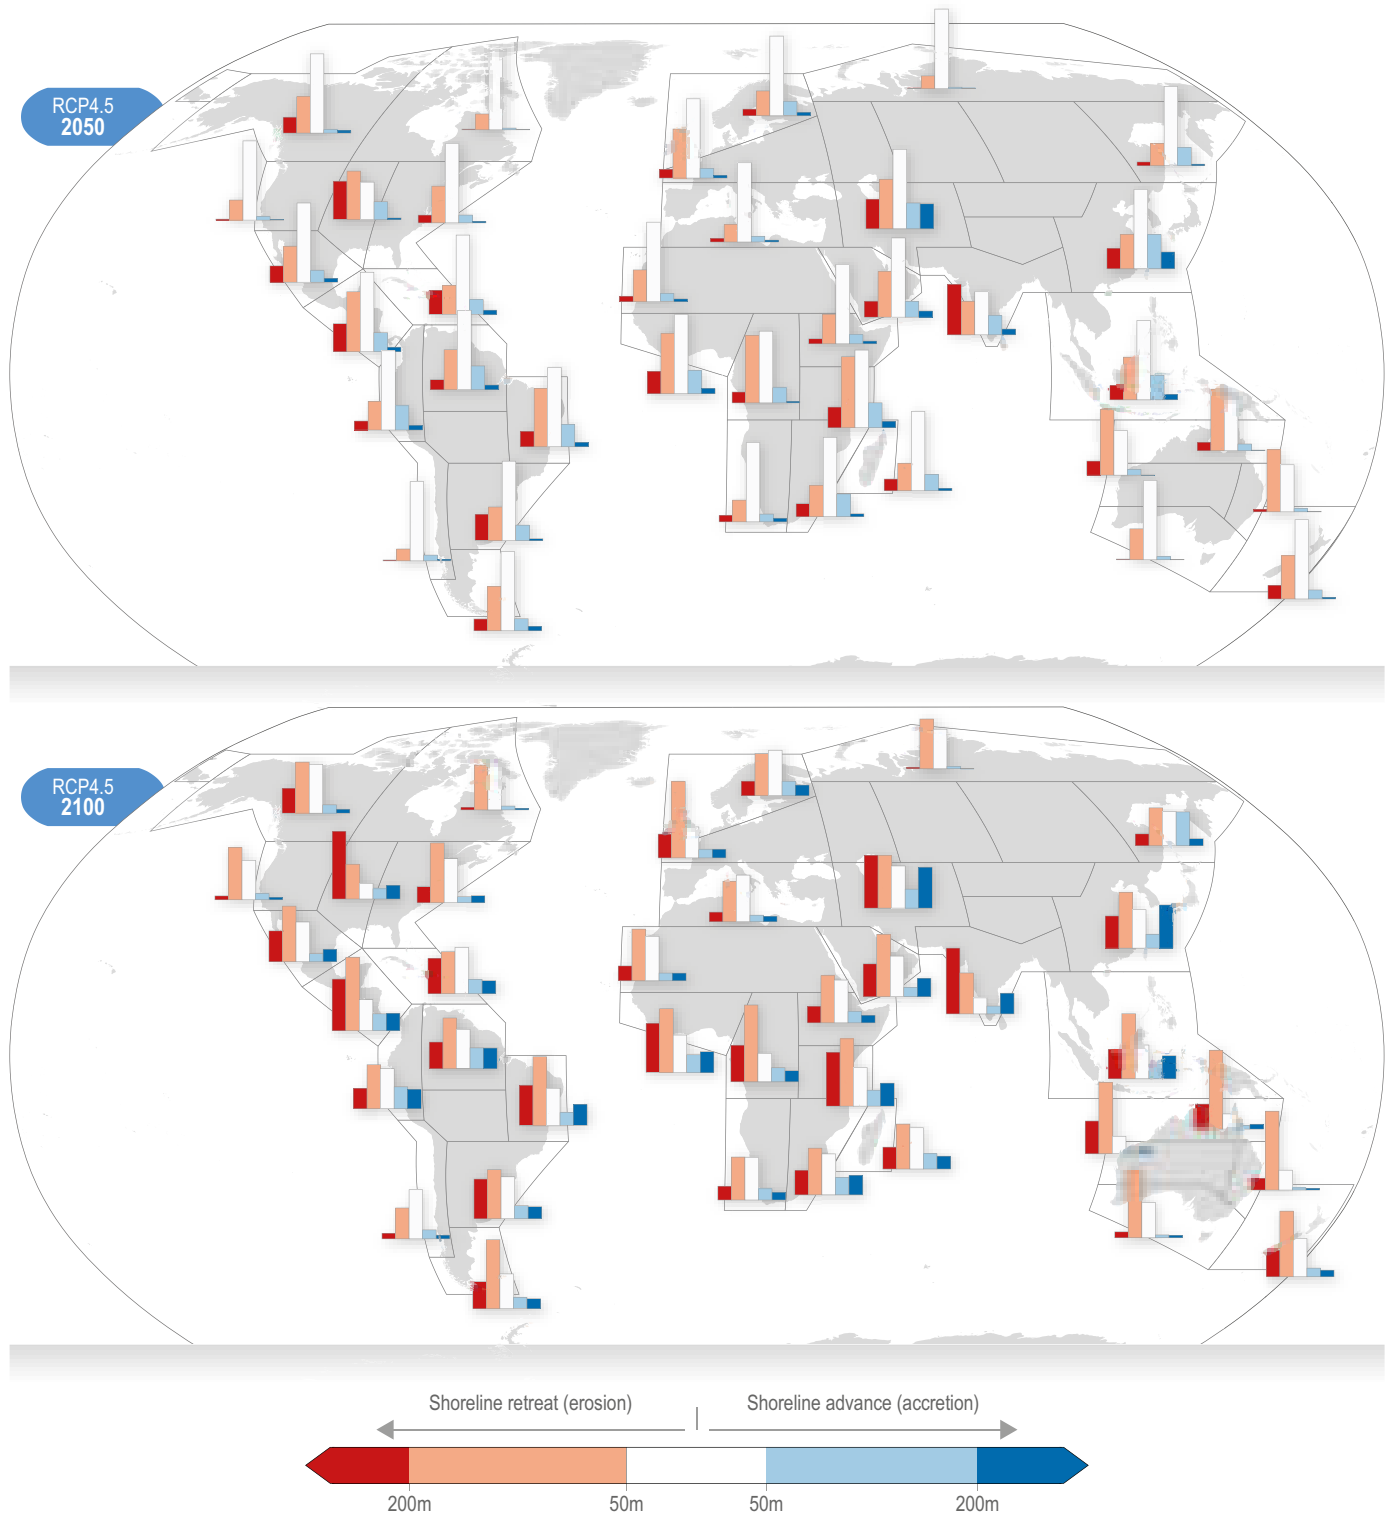 RCP4.5
2050
RCP4.5
2100
Shoreline retreat (erosion)
Shoreline advance (accretion)
200m
50m
50m
200m